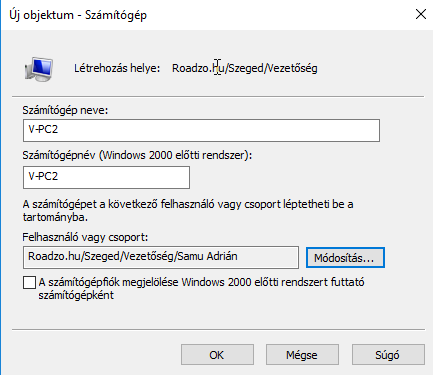 Új objektum - Számítógép
Létrehozás helye: Roadzo.hu/Szeged/Vezetőség
Számítógép neve:
V-PC2
Számítógépnév (Windows 2000 előtti rendszer):
V-PC2
A számítógépet a következő felhasználó vagy csoport léptetheti be a
tartományba.
Felhasználó vagy csoport:
Roadzo.hu/Szeged/Vezetőség/Samu Adrián
Módosítás...
A számítógépfiók megjelölése Windows 2000 előtti rendszert futtató
számítógépként
OK Mégse Súgó